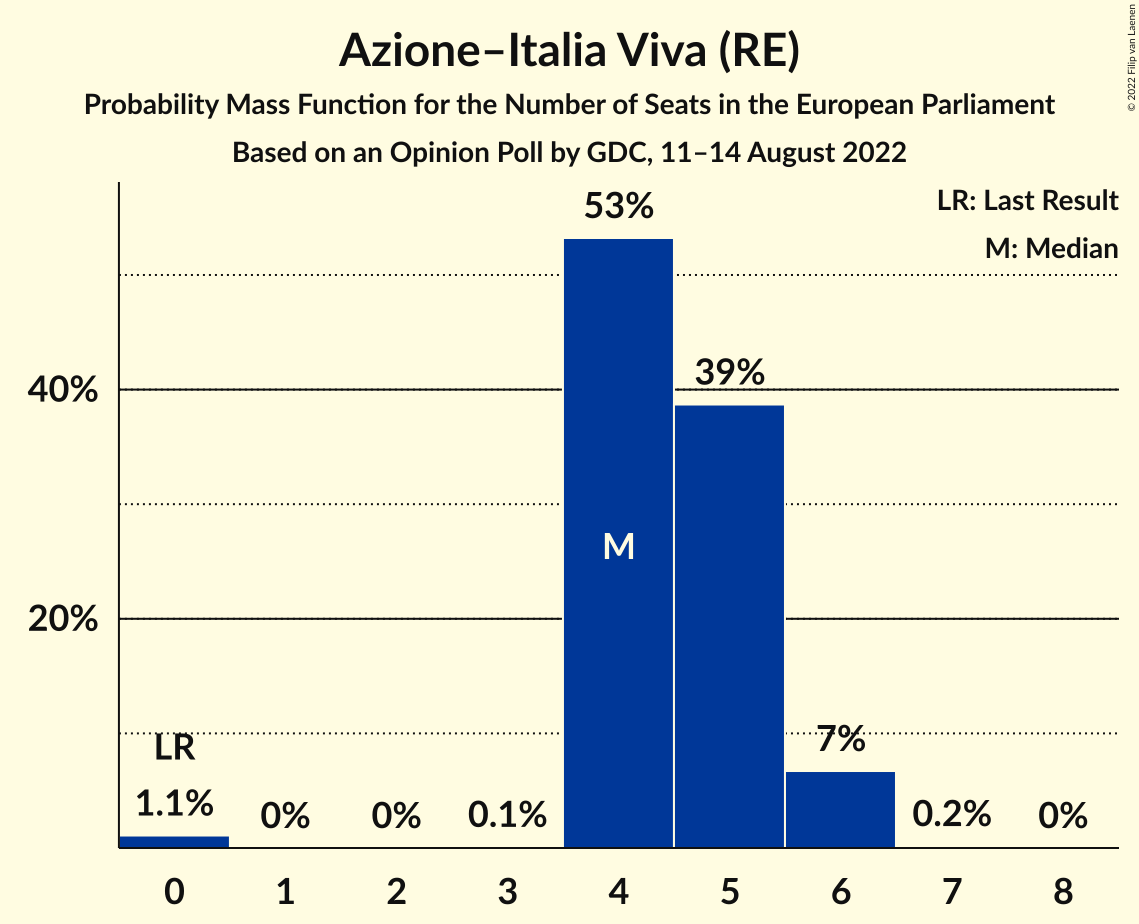 Azione–Italia Viva (RE)
Probability Mass Function for the Number of Seats in the European Parliament
Based on an Opinion Poll by GDC, 11–14 August 2022
© 2022 Filip van Laenen
LR: Last Result
M: Median
53%
39%
40%
M
20%
7%
LR
1.1%
0%
0%
0.1%
0.2%
0%
0 1 2 3 4 5 6 7 8